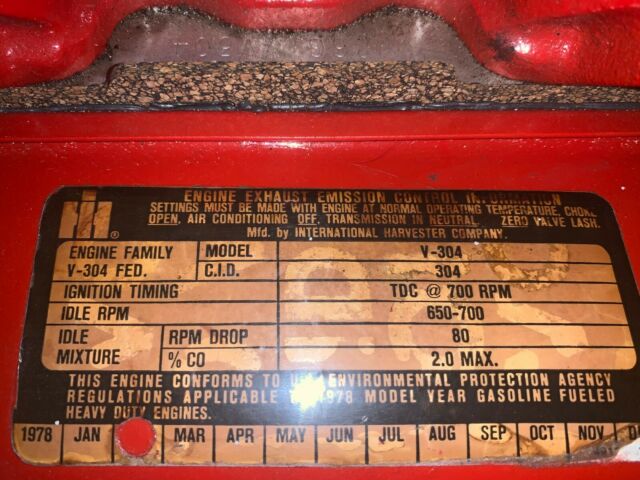 ENGINE EXHAUST EMISSION CONTROL INFORMATION
SETTINGS MUST BE MADE WITH ENGINE AT NORMAL OPERATING TEMPERATURE, CHOKE
OPEN, AIR CONDITIONING OFF, TRANSMISSION IN NEUTRAL, ZERO VALVE LASH.
Mfd. by INTERNATIONAL HARVESTER COMPANY.
IH ®
ENGINE FAMILY MODEL V-304
V-304 FED. C.I.D. 304
IGNITION TIMING TDC @ 700 RPM
IDLE RPM 650-700
IDLE RPM DROP 80
MIXTURE % CO 2.0 MAX.
THIS ENGINE CONFORMS TO ENVIRONMENTAL PROTECTION AGENCY
REGULATIONS APPLICABLE 1978 MODEL YEAR GASOLINE FUELED
HEAVY DUTY ENGINES.
1978 JAN MAR APR MAY JUN JUL AUG SEP OCT NOV